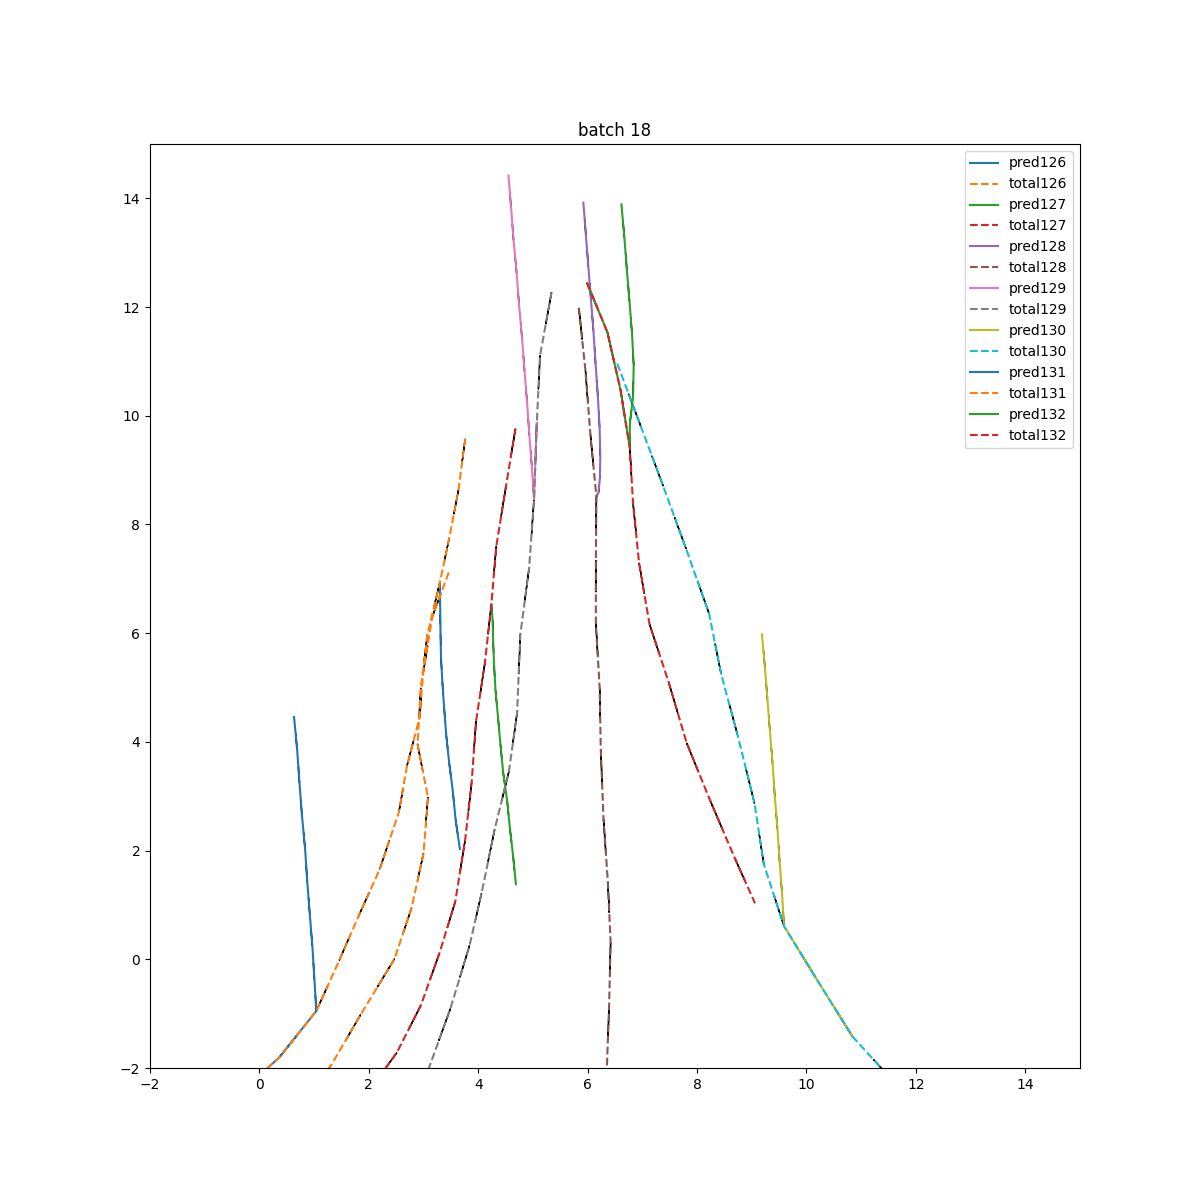 batch 18
pred126
total126
pred127
total127
pred128
total128
pred129
total129
pred130
total130
pred131
total131
pred132
total132
14
12
10
8
6
4
2
0
−2
−2 0 2 4 6 8 10 12 14